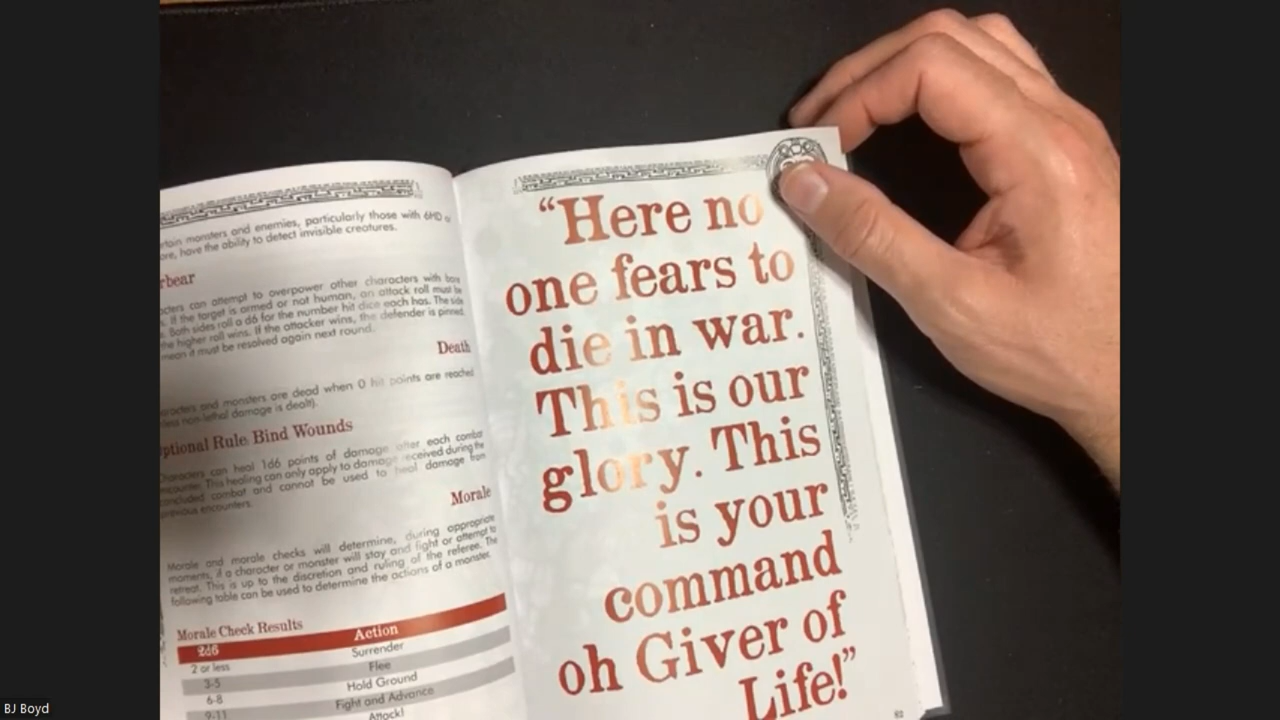 rtain monsters and enemies, particularly those with 6HD or
ore, have the ability to detect invisible creatures.
rbear
acters can attempt to overpower other characters with bare
s. If the target is armed or not human, an attack roll must be
Both sides roll a d6 for the number hit dice each has. The side
the higher roll wins. If the attacker wins, the defender is pinned.
mean it must be resolved again next round.
Death
aracters and monsters are dead when 0 hit points are reached
less non-lethal damage is dealt).
ptional Rule: Bind Wounds
Characters can heal 1d6 points of damage after each combat
encounter. This healing can only apply to damage received during the
concluded combat and cannot be used to heal damage from
previous encounters.
Morale
Morale and morale checks will determine, during appropriate
moments, if a character or monster will stay and fight or attempt to
retreat. This is up to the discretion and ruling of the referee. The
following table can be used to determine the actions of a monster.
Morale Check Results
2d6 Action
2 or less Surrender
3-5 Flee
6-8 Hold Ground
9-11 Fight and Advance
Attack!
“Here no
one fears to
die in war.
This is our
glory. This
is your
command
oh Giver of
Life!”
BJ Boyd